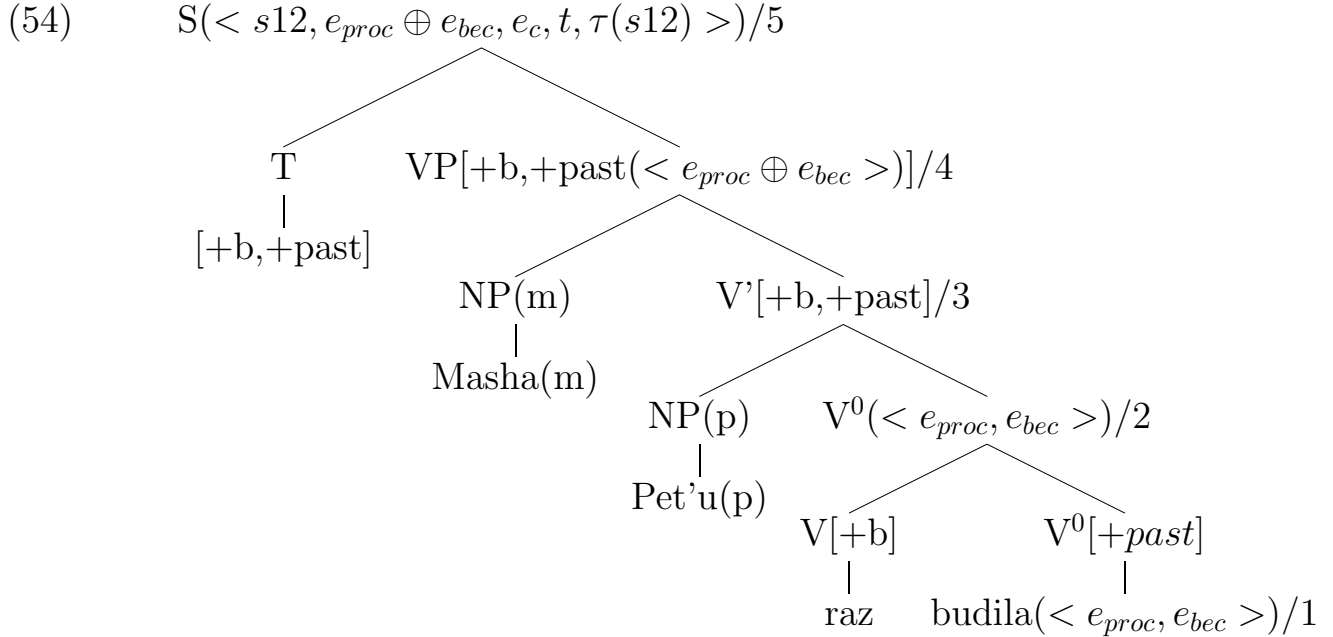 (54) S(< s12, e_proc ⊕ e_bec, e_c, t, τ(s12) >)/5
T VP[+b,+past(< e_proc ⊕ e_bec >)]/4
[+b,+past]
NP(m) V'[+b,+past]/3
Masha(m)
NP(p) V⁰(< e_proc, e_bec >)/2
Pet'u(p)
V[+b] V⁰[+past]
raz budila(< e_proc, e_bec >)/1